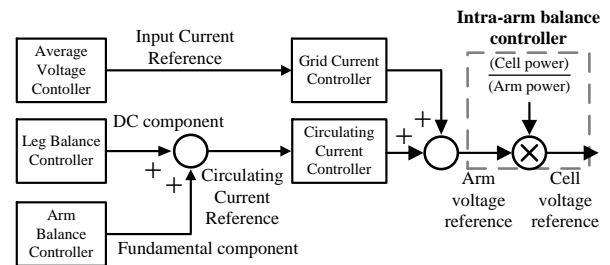 Intra-arm balance
controller
Average
Voltage
Contoller
Input Current
Reference
Grid Current
Controller
(Cell power)
(Arm power)
Leg Balance
Controller
DC component
+
+
Circulating
Current
Reference
Circulating
Current
Controller
+
+
Arm
voltage
reference
Cell
voltage
reference
Arm
Balance
Controller
Fundamental component